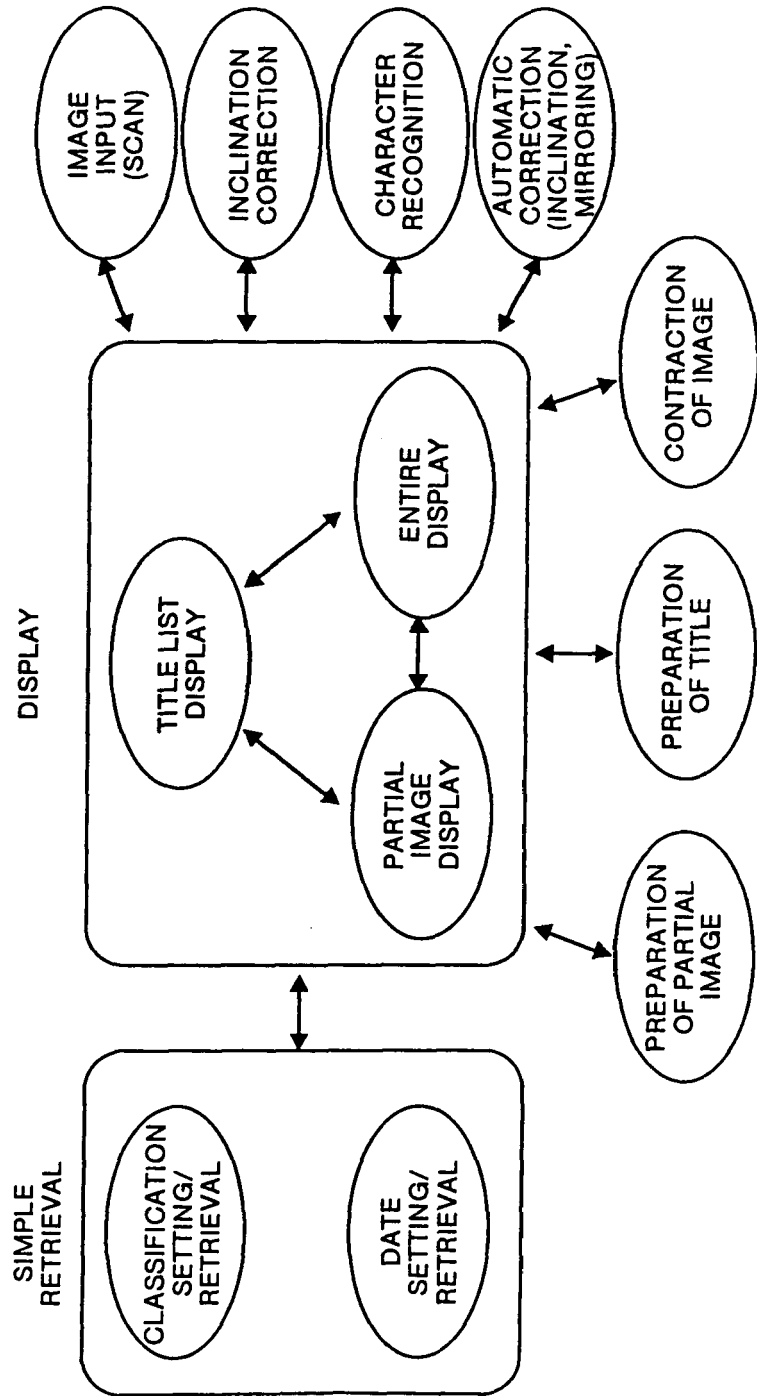 SIMPLE
RETRIEVAL
CLASSIFICATION
SETTING/
RETRIEVAL
DATE
SETTING/
RETRIEVAL
DISPLAY
TITLE LIST
DISPLAY
PARTIAL
IMAGE
DISPLAY
ENTIRE
DISPLAY
IMAGE
INPUT
(SCAN)
INCLINATION
CORRECTION
CHARACTER
RECOGNITION
AUTOMATIC
CORRECTION
(INCLINATION,
MIRRORING)
PREPARATION
OF PARTIAL
IMAGE
PREPARATION
OF TITLE
CONTRACTION
OF IMAGE